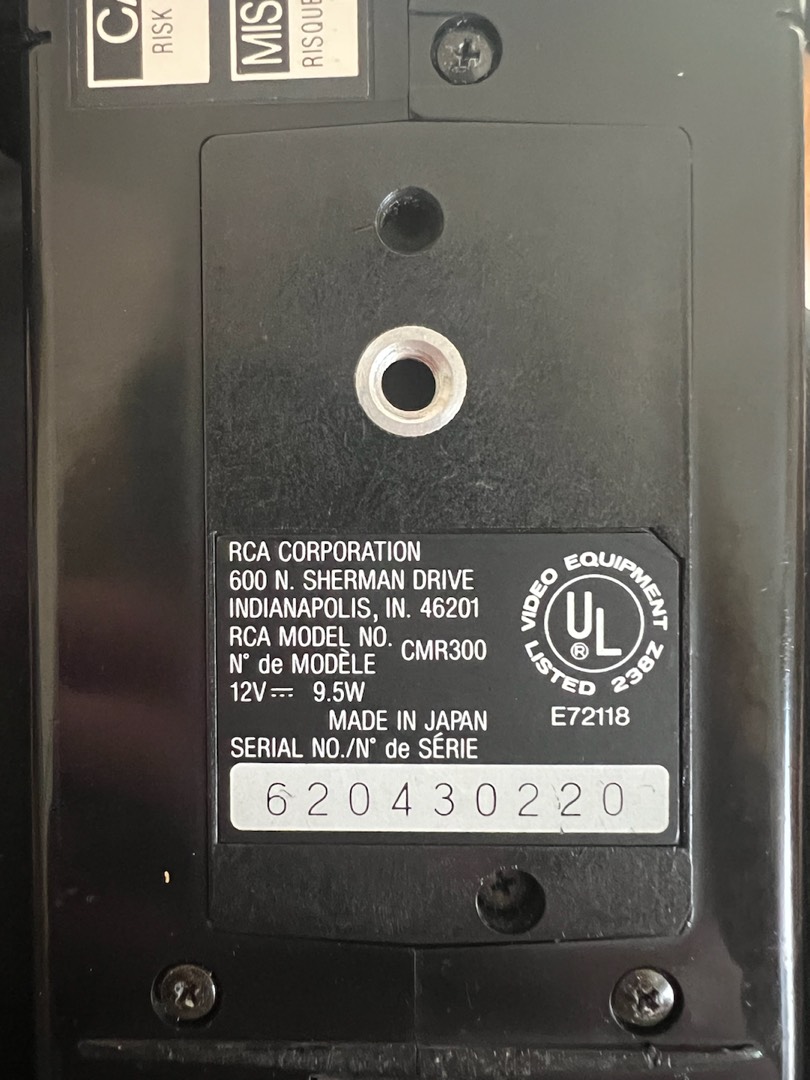 RISK
RISQUE
RCA CORPORATION
600 N. SHERMAN DRIVE
INDIANAPOLIS, IN. 46201
RCA MODEL NO.
N° de MODÈLE
CMR300
12V⎓ 9.5W
MADE IN JAPAN
SERIAL NO./N° de SÉRIE
620430220
VIDEO EQUIPMENT
UL®
LISTED 238Z
E72118